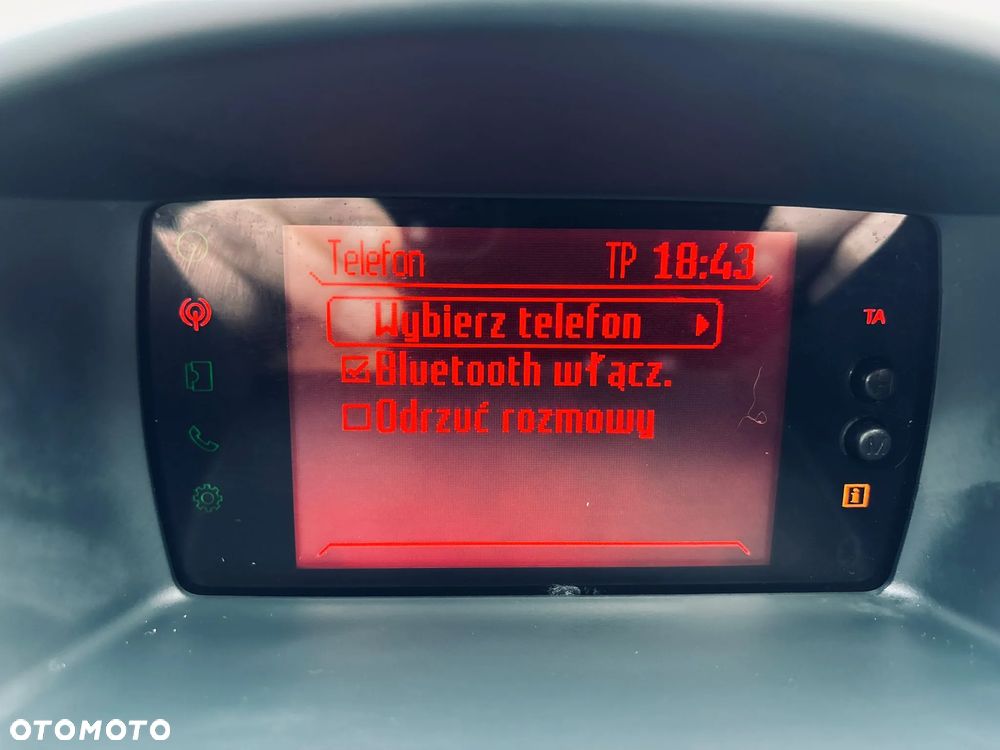 Telefon TP 18:43
Wybierz telefon
Bluetooth włącz.
Odrzuć rozmowy
TA
H
i
OTOMOTO